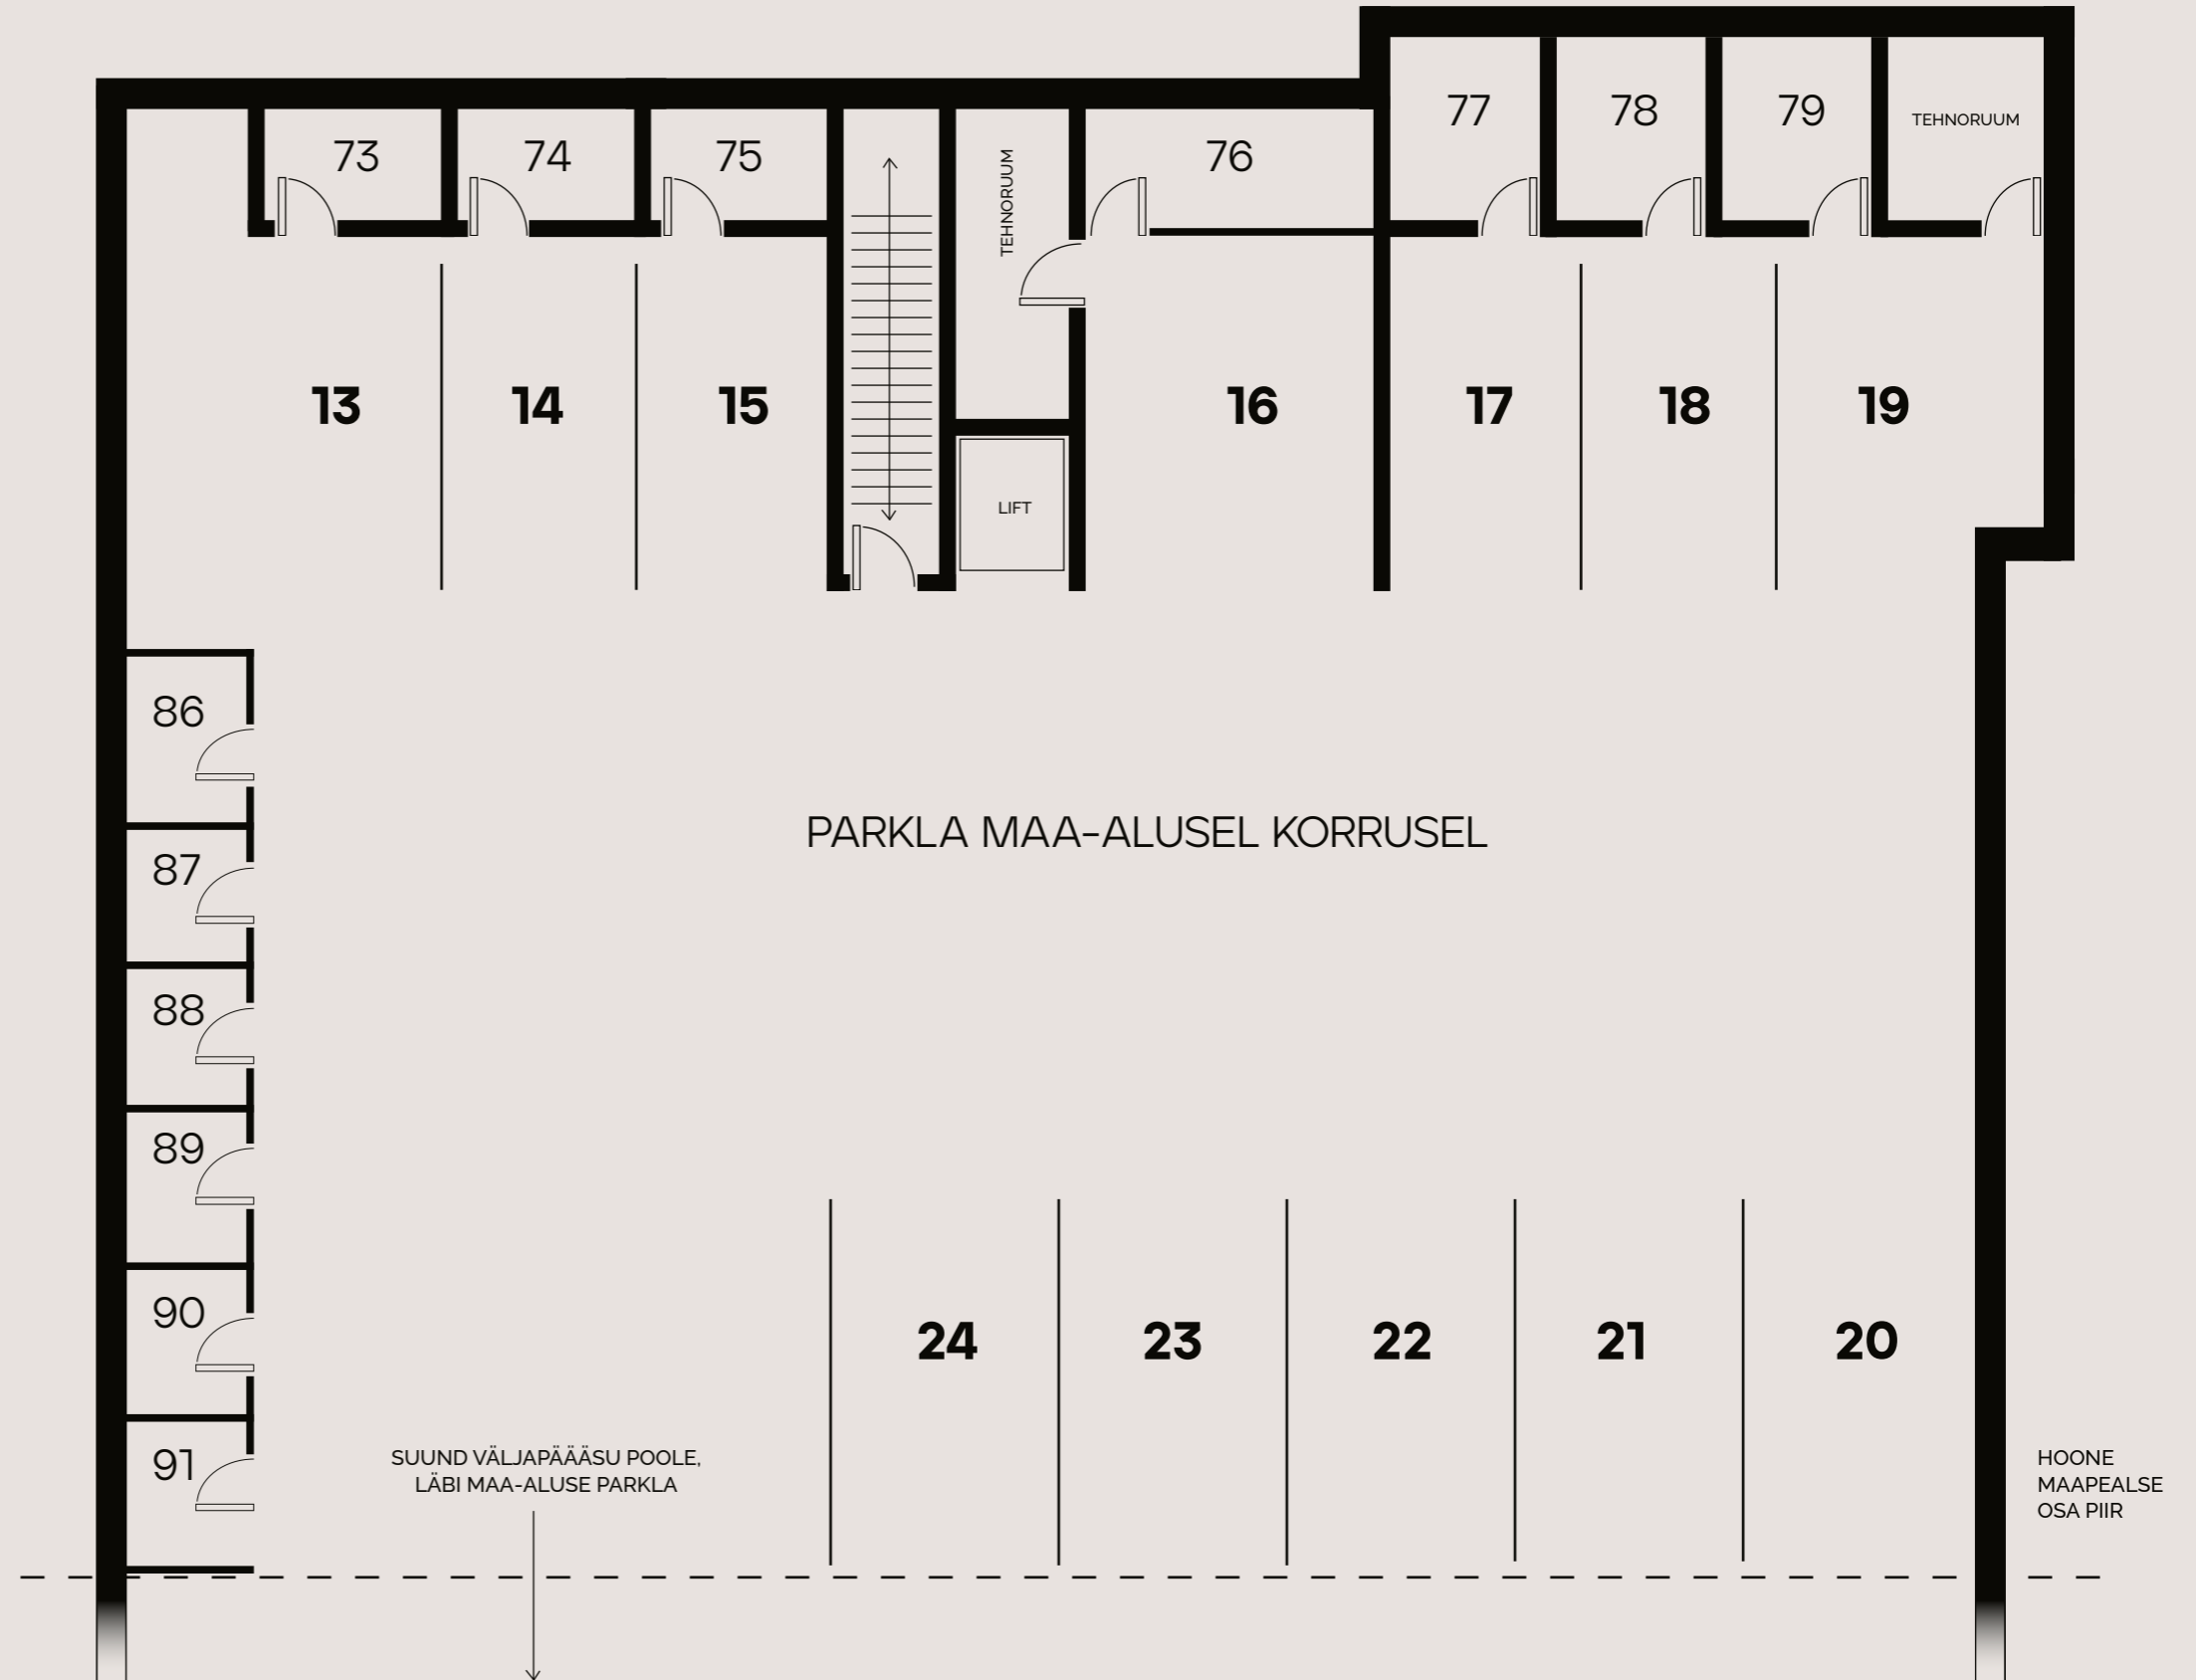 77
78
79
TEHNORUUM
73
74
75
TEHNORUUM
76
13
14
15
16
17
18
19
LIFT
86
PARKLA MAA-ALUSEL KORRUSEL
87
88
89
90
24
23
22
21
20
91
SUUND VÄLJAPÄÄÄSU POOLE,
LÄBI MAA-ALUSE PARKLA
HOONE
MAAPEALSE
OSA PIIR